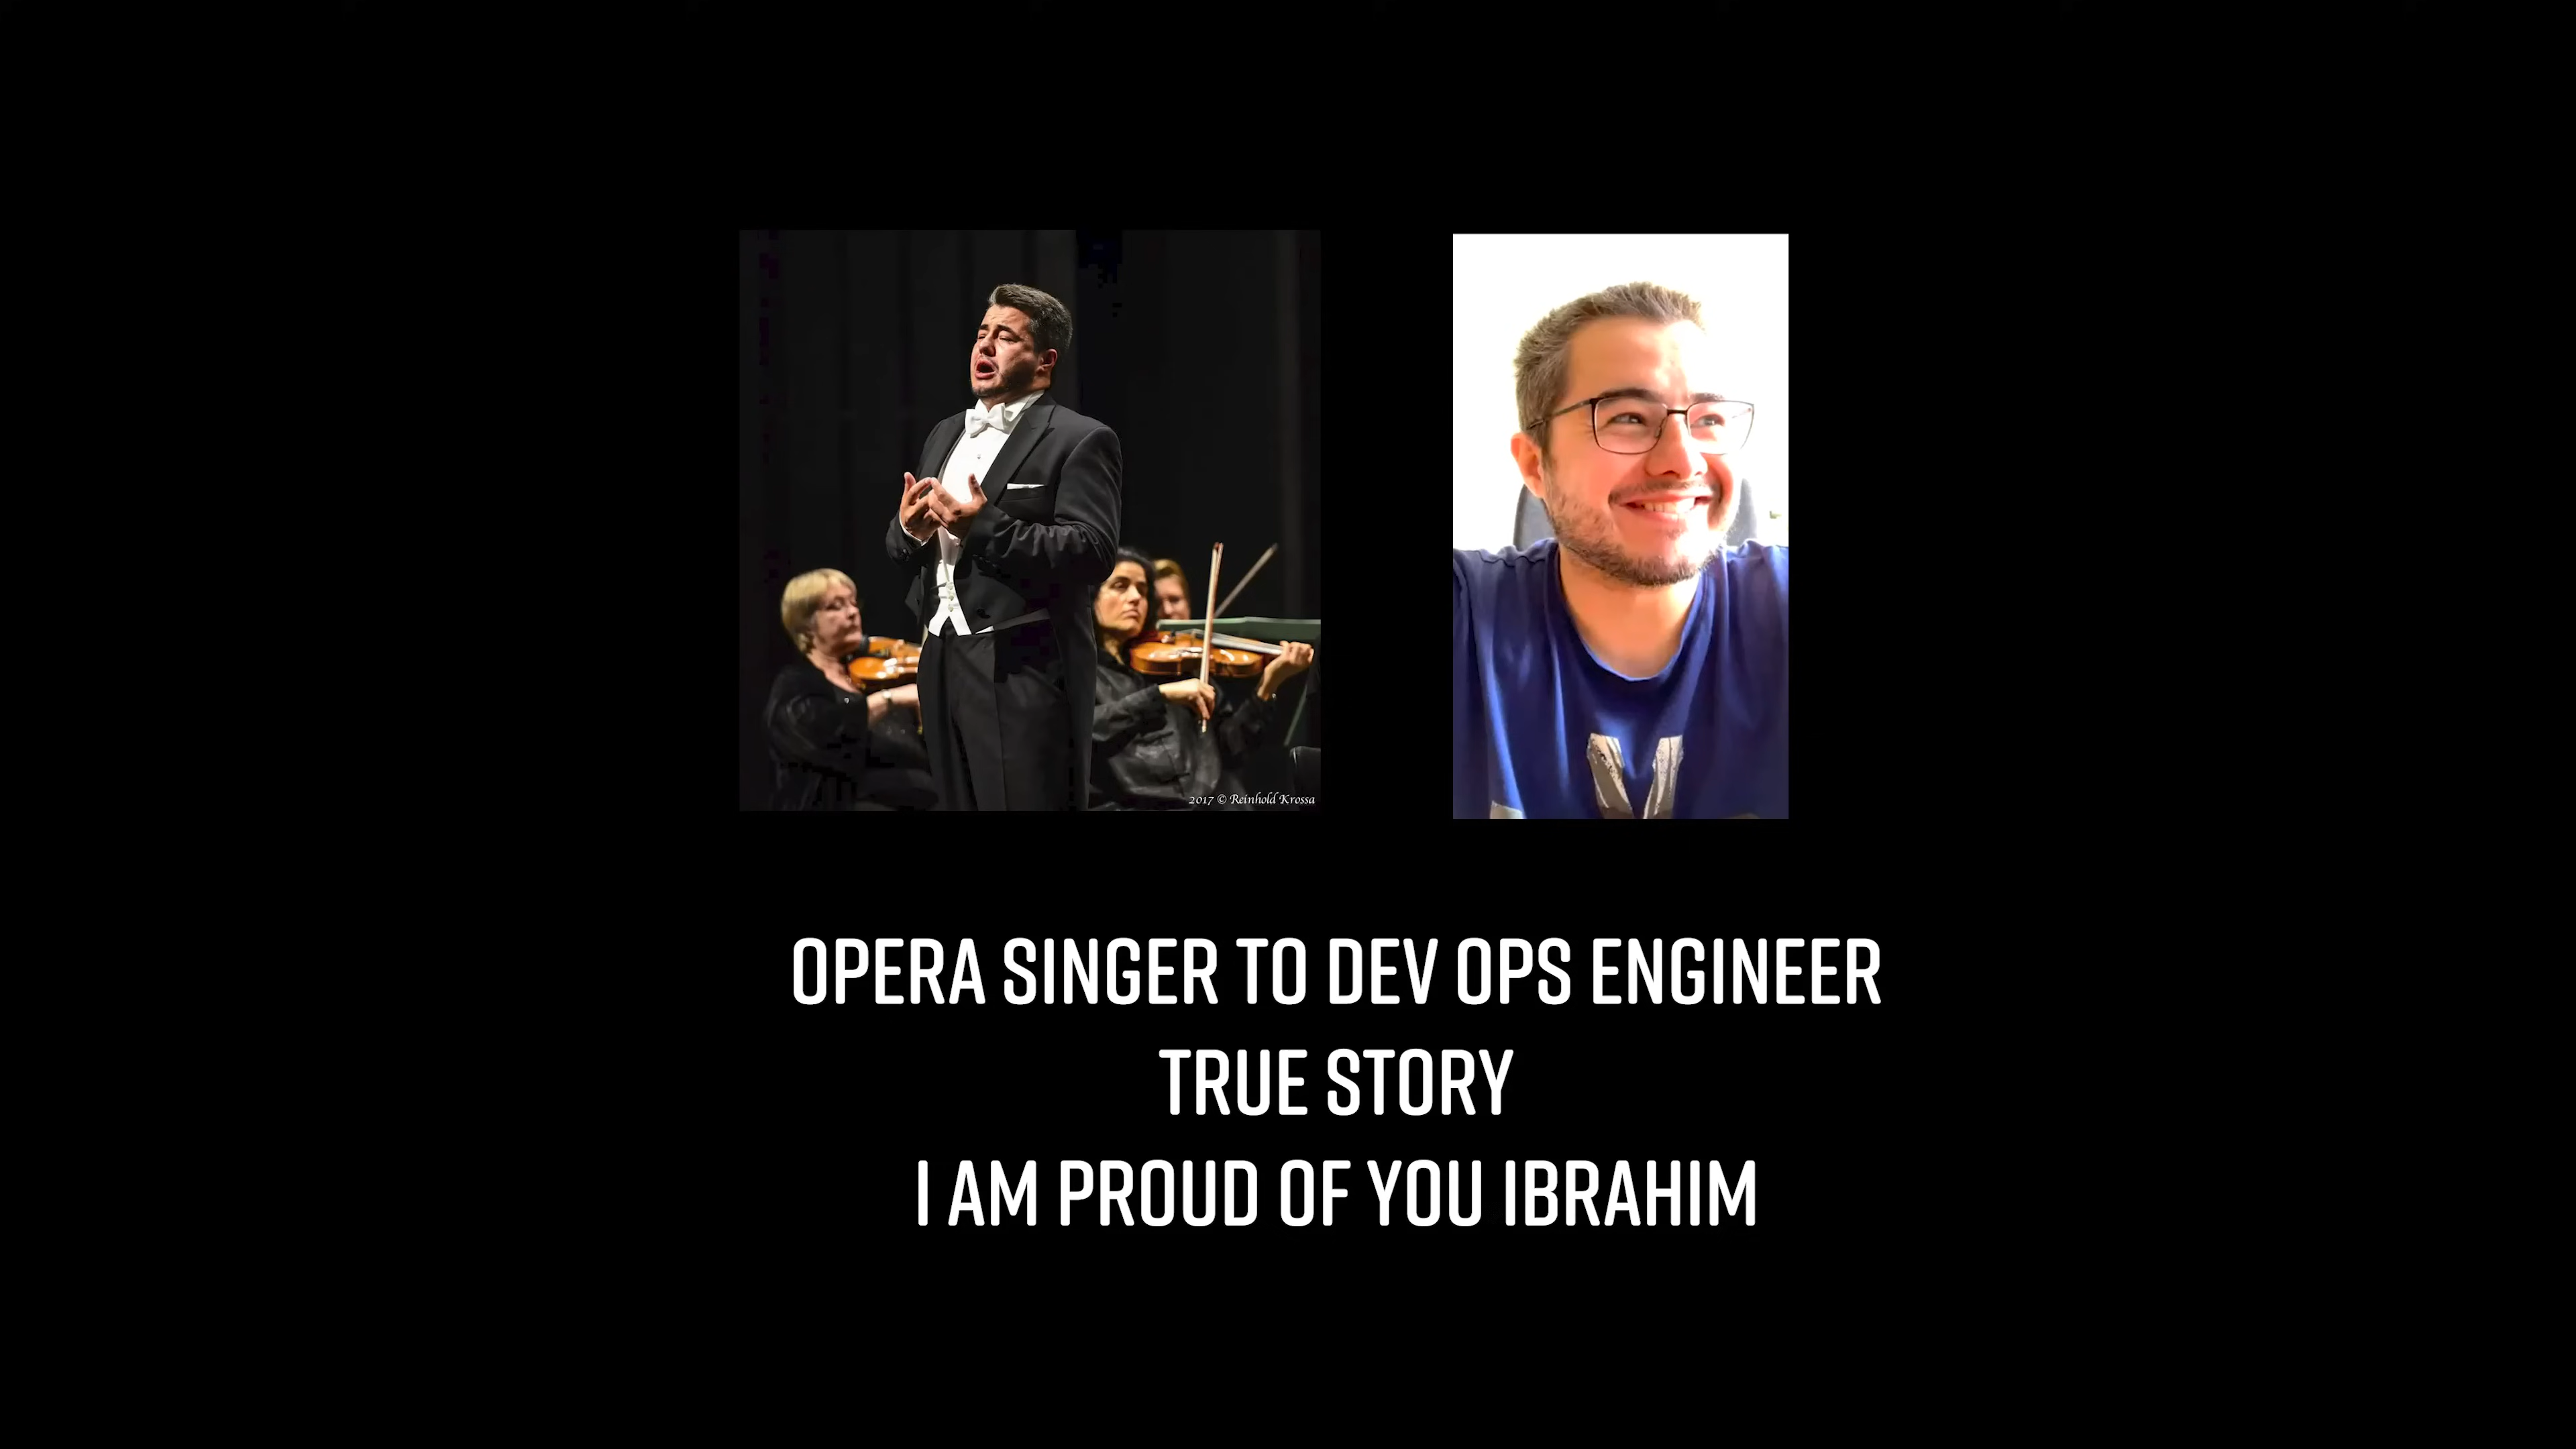 2017 © Reinhold Krossa
OPERA SINGER TO DEV OPS ENGINEER
TRUE STORY
I AM PROUD OF YOU IBRAHIM